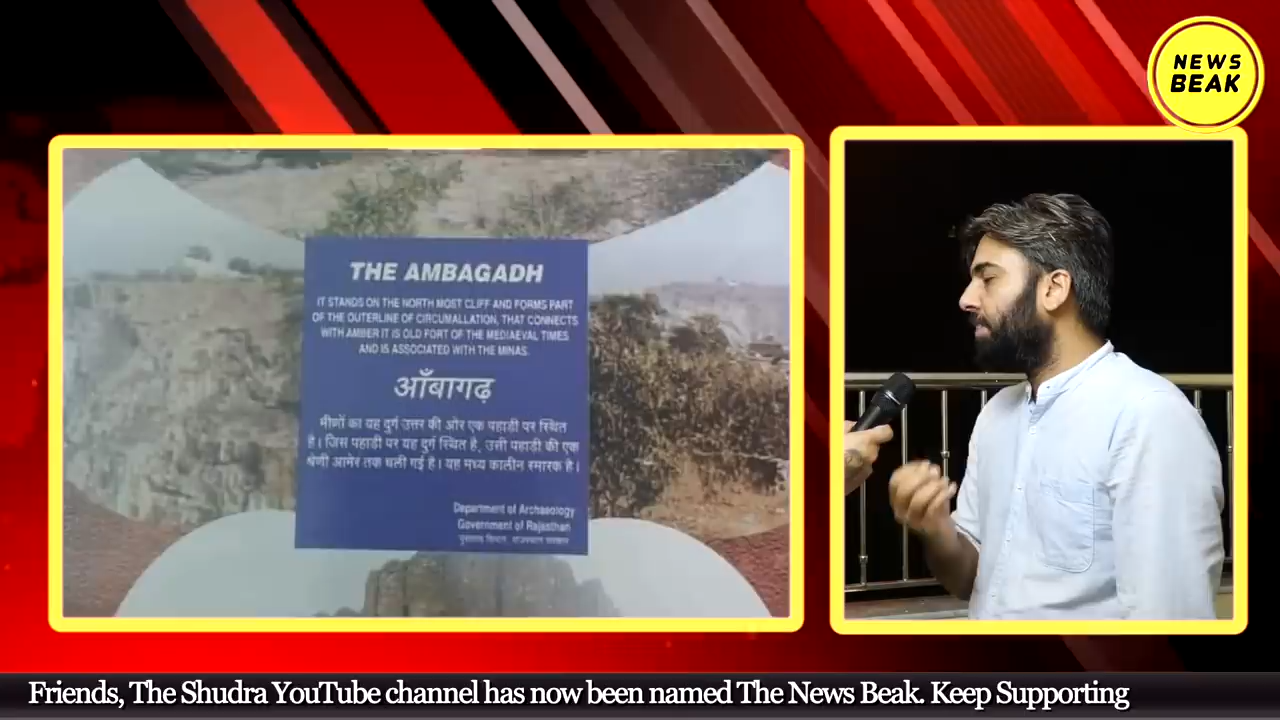 NEWS
BEAK
THE AMBAGADH
IT STANDS ON THE NORTH MOST CLIFF AND FORMS PART
OF THE OUTERLINE OF CIRCUMALLATION, THAT CONNECTS
WITH AMBER IT IS OLD FORT OF THE MEDIAEVAL TIMES
AND IS ASSOCIATED WITH THE MINAS.
आँबागढ़
मीणों का यह दुर्ग उत्तर की ओर एक पहाडी पर स्थित
है। जिस पहाडी पर यह दुर्ग स्थित है, उसी पहाडी की एक
श्रेणी आमेर तक चली गई है। यह मध्य कालीन स्मारक है।
Department of Archaeology
Government of Rajasthan
पुरातत्व विभाग, राजस्थान सरकार
Friends, The Shudra YouTube channel has now been named The News Beak. Keep Supporting